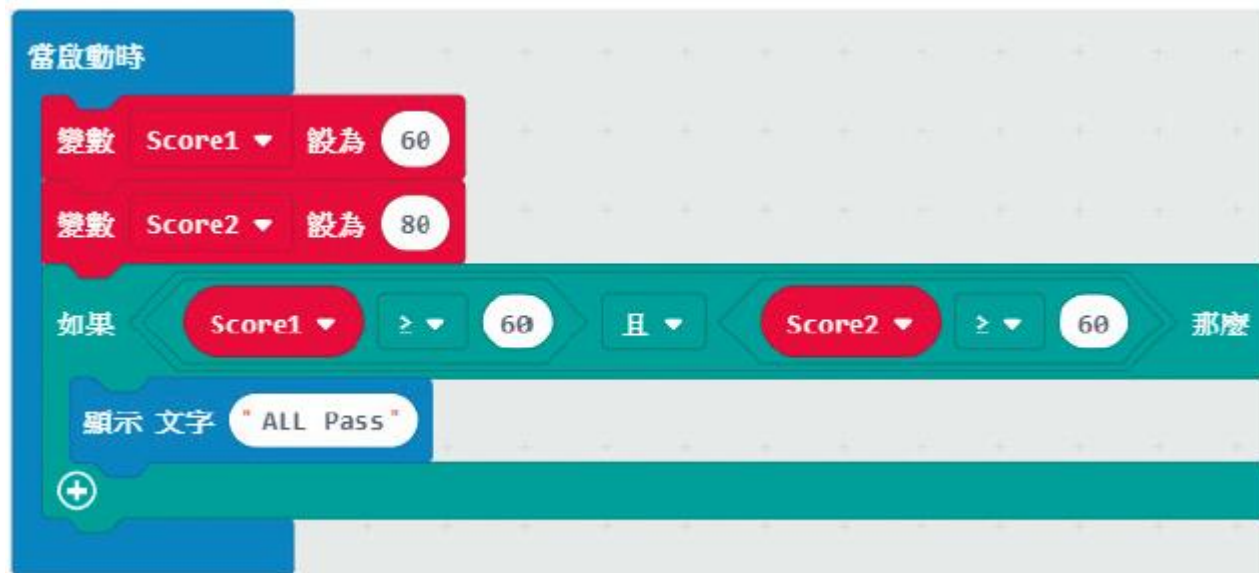 當啟動時
變數 Score1 設為 60
變數 Score2 設為 80
如果 Score1 ≥ 60 且 Score2 ≥ 60 那麼
顯示 文字 "ALL Pass"